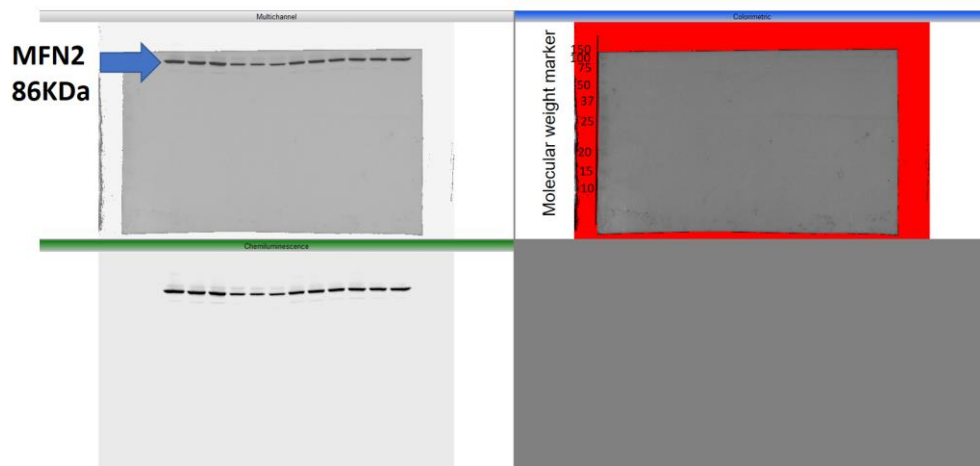 Multichannel
Colorimetric
MFN2
86KDa
Molecular weight marker
150
100
75
50
37
25
20
15
10
Chemiluminescence